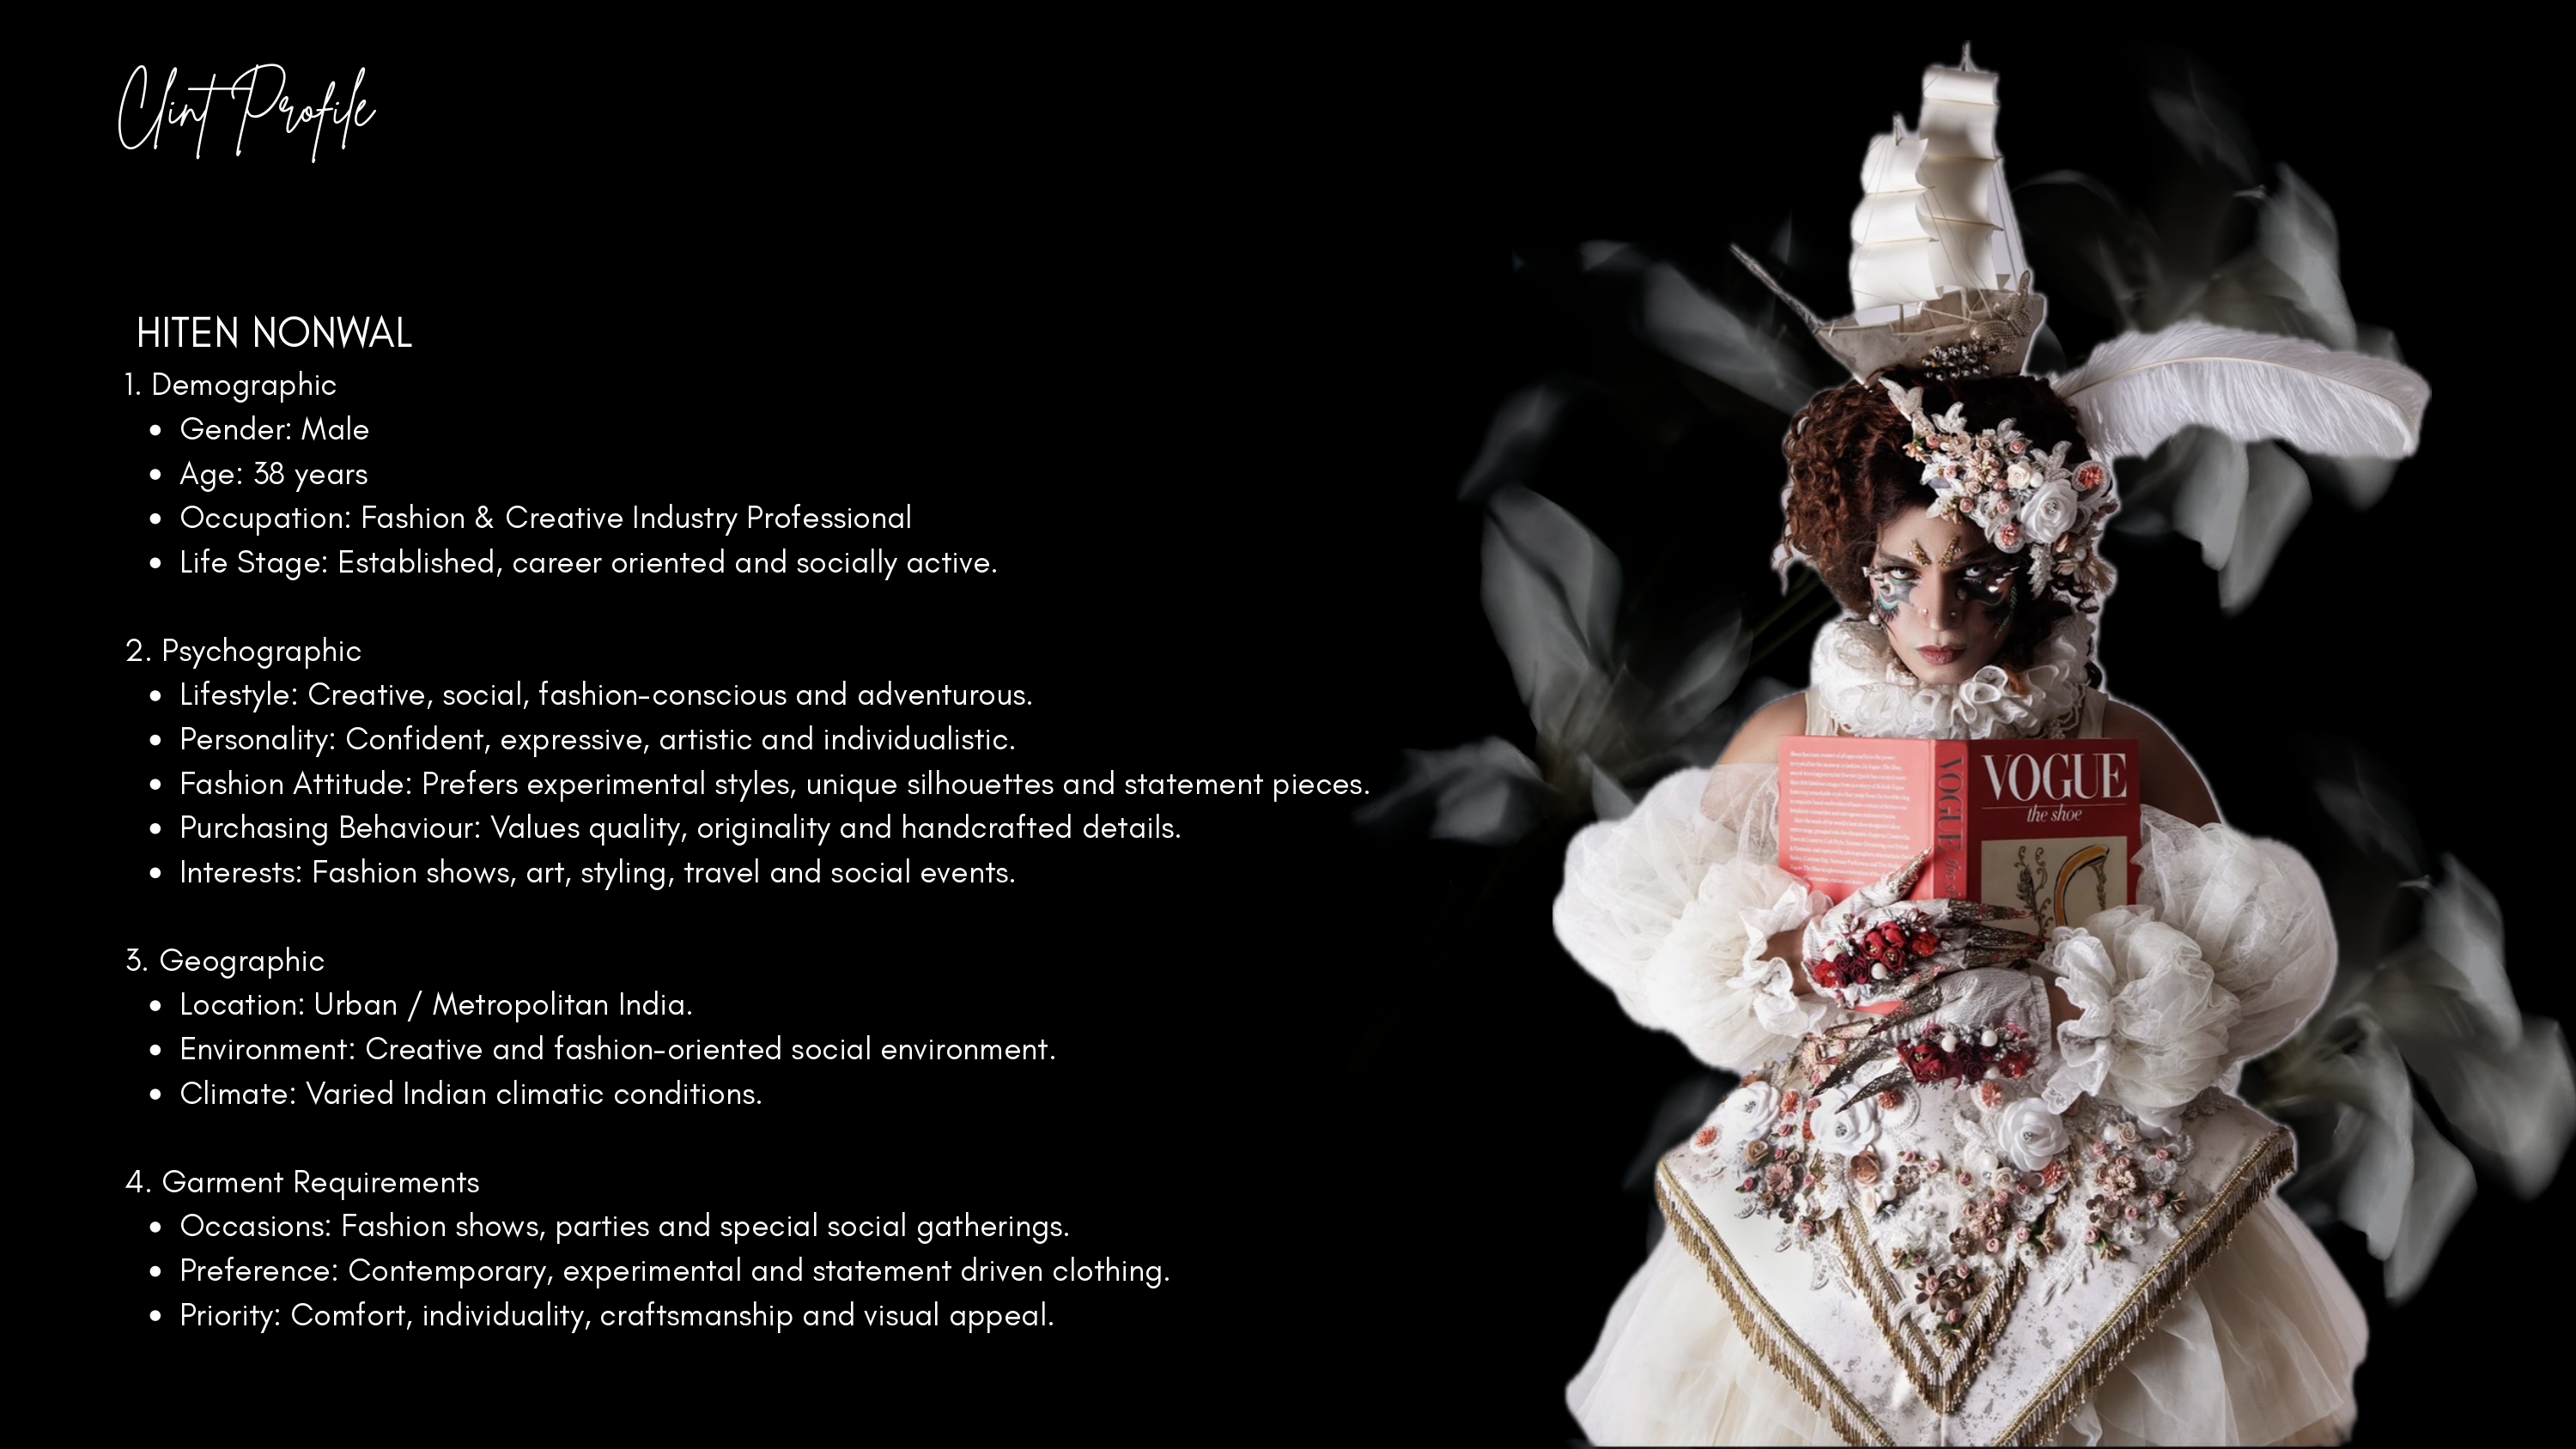 Clint Profile
HITEN NONWAL
1. Demographic
• Gender: Male
• Age: 38 years
• Occupation: Fashion & Creative Industry Professional
• Life Stage: Established, career oriented and socially active.
2. Psychographic
• Lifestyle: Creative, social, fashion-conscious and adventurous.
• Personality: Confident, expressive, artistic and individualistic.
• Fashion Attitude: Prefers experimental styles, unique silhouettes and statement pieces.
• Purchasing Behaviour: Values quality, originality and handcrafted details.
• Interests: Fashion shows, art, styling, travel and social events.
3. Geographic
• Location: Urban / Metropolitan India.
• Environment: Creative and fashion-oriented social environment.
• Climate: Varied Indian climatic conditions.
4. Garment Requirements
• Occasions: Fashion shows, parties and special social gatherings.
• Preference: Contemporary, experimental and statement driven clothing.
• Priority: Comfort, individuality, craftsmanship and visual appeal.
VOGUE
VOGUE
the shoe